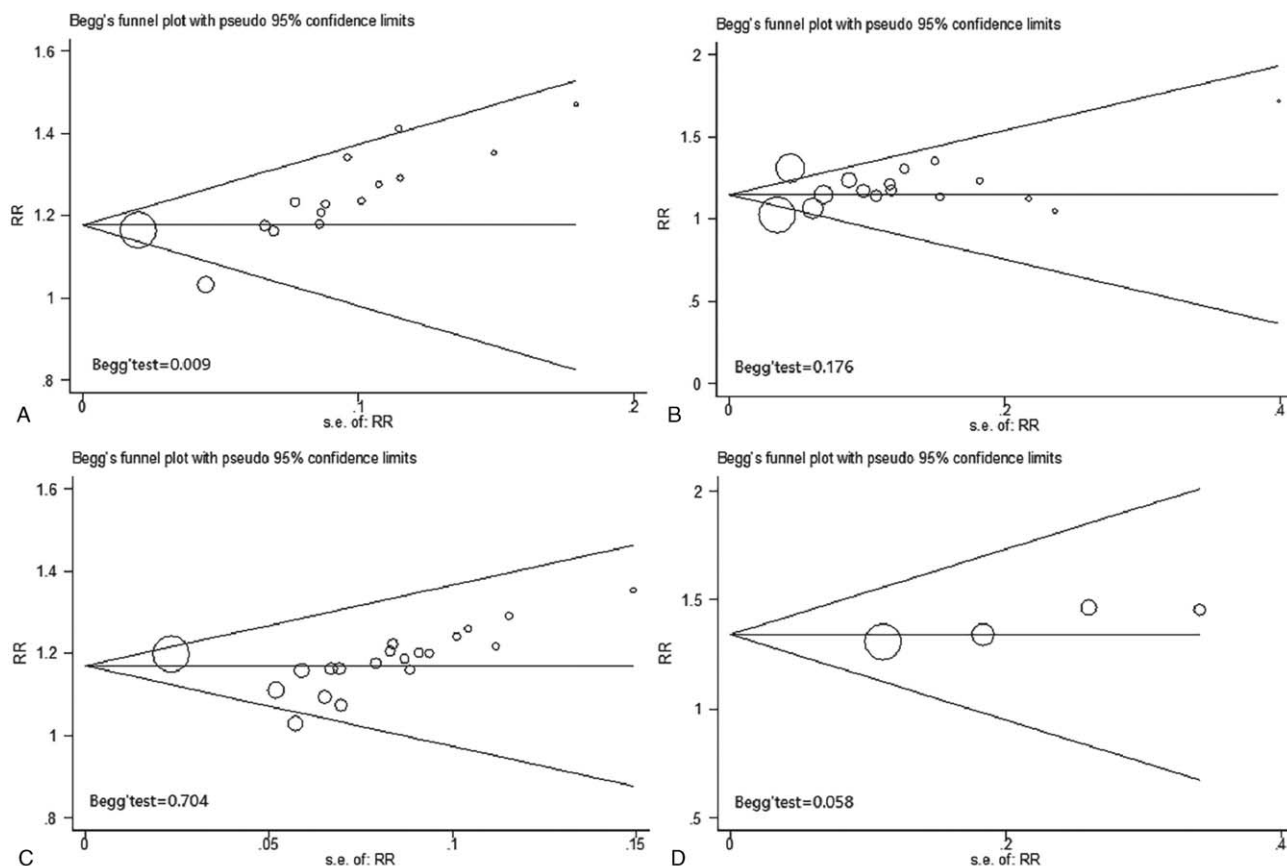 Begg's funnel plot with pseudo 95% confidence limits
1.6
1.4
1.2
1
.8
RR
Begg'test=0.009
0
.1
.2
s.e. of: RR
A
Begg's funnel plot with pseudo 95% confidence limits
2
1.5
1
.5
0
RR
Begg'test=0.176
0
.2
.4
s.e. of: RR
B
Begg's funnel plot with pseudo 95% confidence limits
1.6
1.4
1.2
1
.8
RR
Begg'test=0.704
0
.05
.1
.15
s.e. of: RR
C
Begg's funnel plot with pseudo 95% confidence limits
2
1.5
1
.5
RR
Begg'test=0.058
0
.2
.4
s.e. of: RR
D